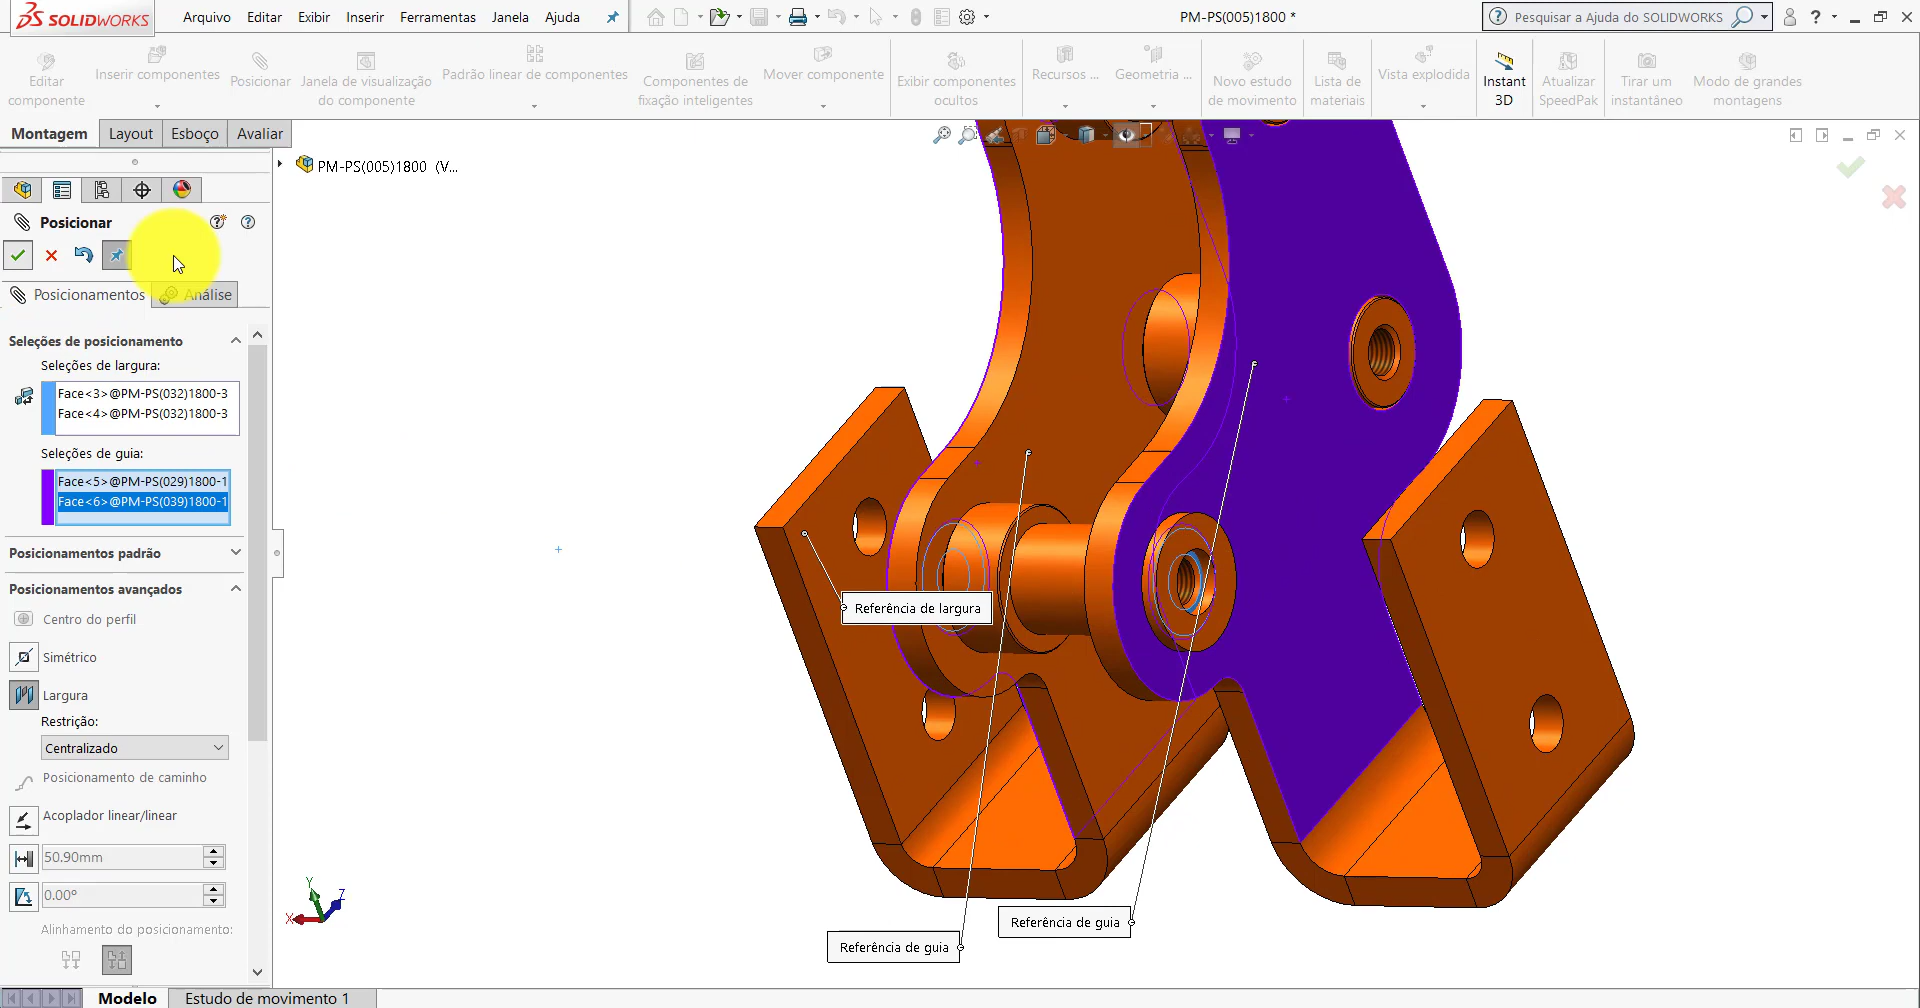 SOLIDWORKS
Arquivo Editar Exibir Inserir Ferramentas Janela Ajuda
PM-PS(005)1800 *
Pesquisar a Ajuda do SOLIDWORKS
Editar componente
Inserir componentes
Posicionar
Janela de visualização do componente
Padrão linear de componentes
Componentes de fixação inteligentes
Mover componente
Exibir componentes ocultos
Recursos ...
Geometria ...
Novo estudo de movimento
Lista de materiais
Vista explodida
Instant 3D
Atualizar SpeedPak
Tirar um instantâneo
Modo de grandes montagens
Montagem Layout Esboço Avaliar
PM-PS(005)1800 (V...
Posicionar
Posicionamentos Análise
Seleções de posicionamento
Seleções de largura:
Face<3>@PM-PS(032)1800-3
Face<4>@PM-PS(032)1800-3
Seleções de guia:
Face<5>@PM-PS(029)1800-1
Face<6>@PM-PS(039)1800-1
Posicionamentos padrão
Posicionamentos avançados
Centro do perfil
Simétrico
Largura
Restrição:
Centralizado
Posicionamento de caminho
Acoplador linear/linear
50.90mm
0.00°
Alinhamento do posicionamento:
Referência de largura
Referência de guia
Referência de guia
Y
Z
X
Modelo Estudo de movimento 1